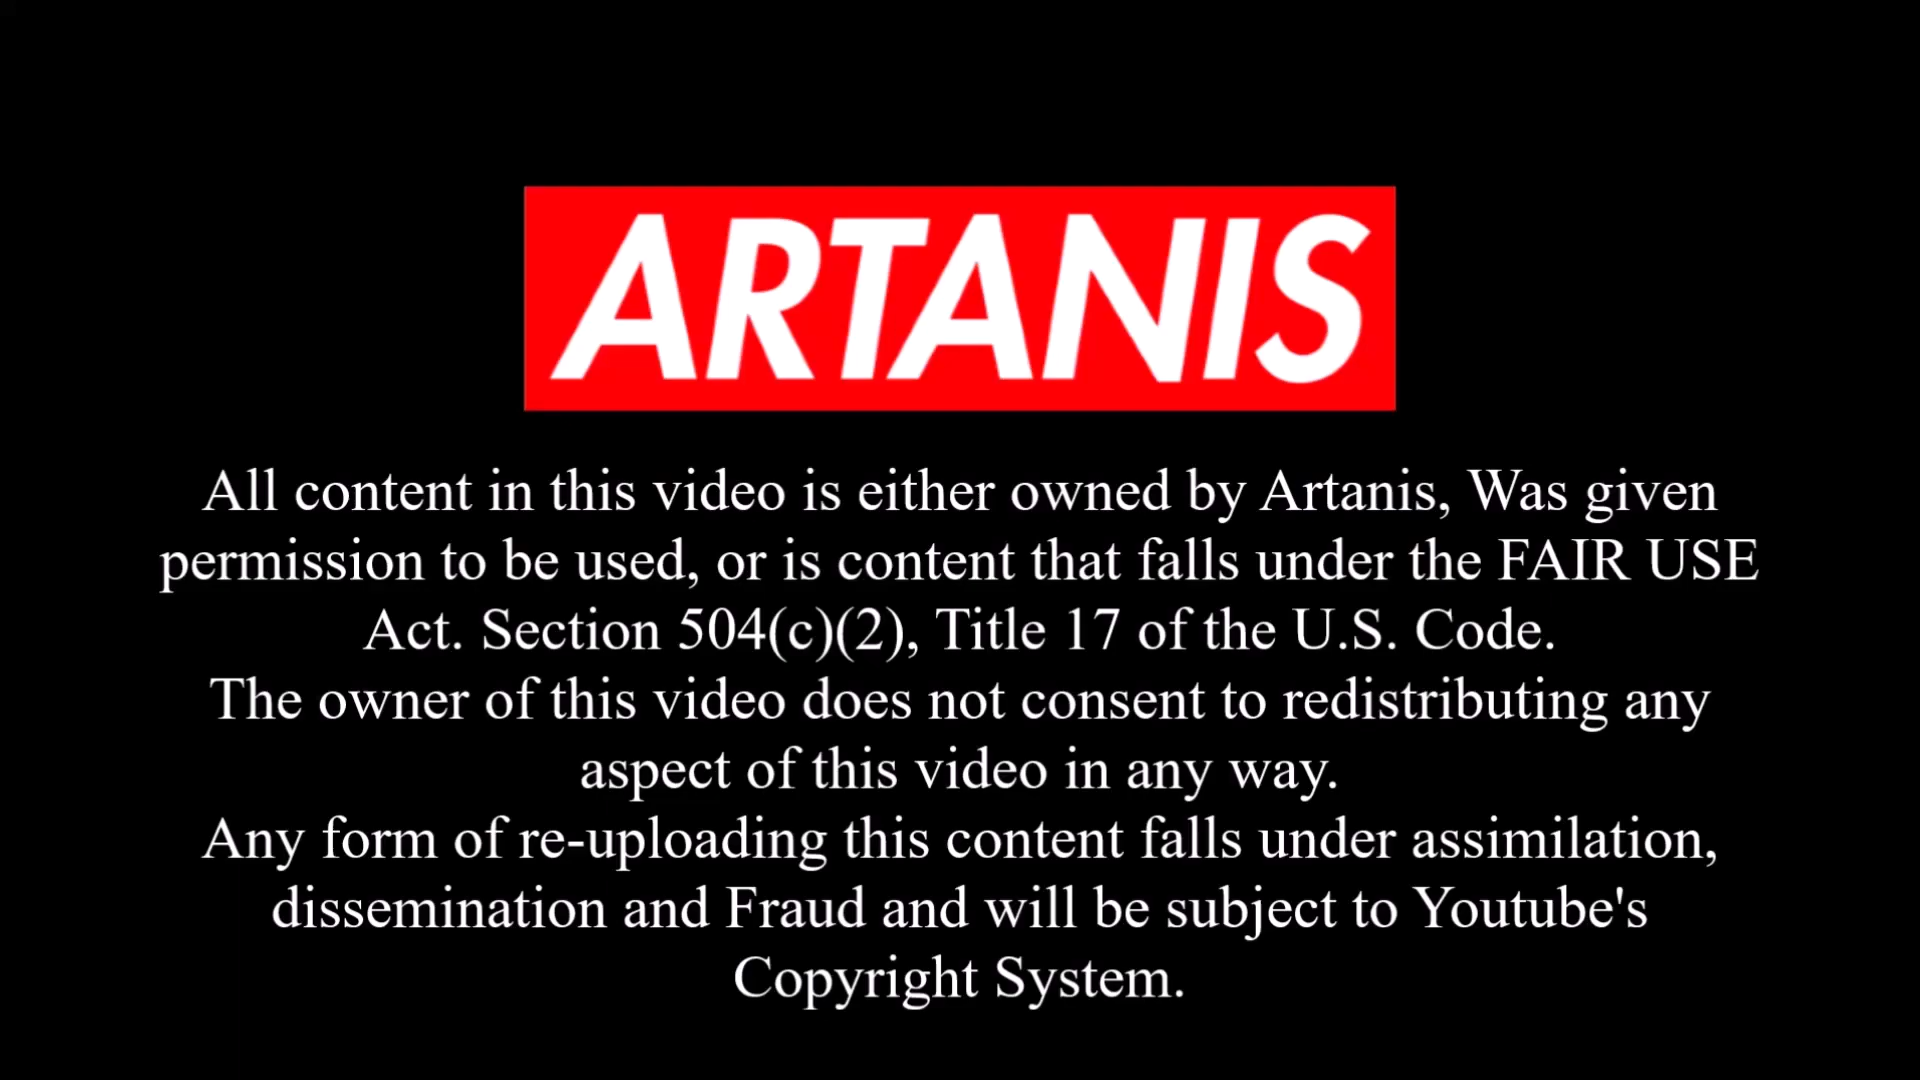 ARTANIS
All content in this video is either owned by Artanis, Was given
permission to be used, or is content that falls under the FAIR USE
Act. Section 504(c)(2), Title 17 of the U.S. Code.
The owner of this video does not consent to redistributing any
aspect of this video in any way.
Any form of re-uploading this content falls under assimilation,
dissemination and Fraud and will be subject to Youtube's
Copyright System.